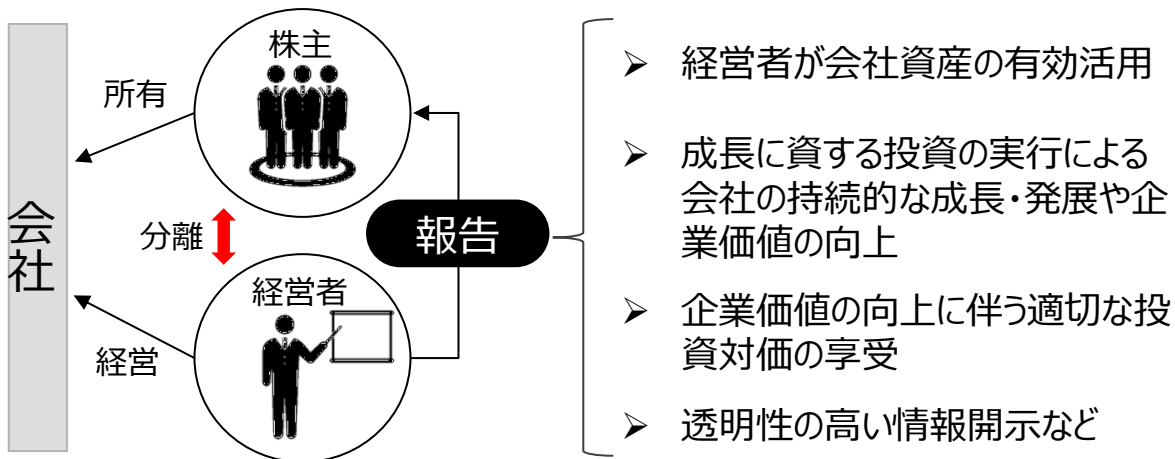 会社
株主
所有
分離
経営者
経営
報告
➢ 経営者が会社資産の有効活用
➢ 成長に資する投資の実行による
会社の持続的な成長・発展や企
業価値の向上
➢ 企業価値の向上に伴う適切な投
資対価の享受
➢ 透明性の高い情報開示など